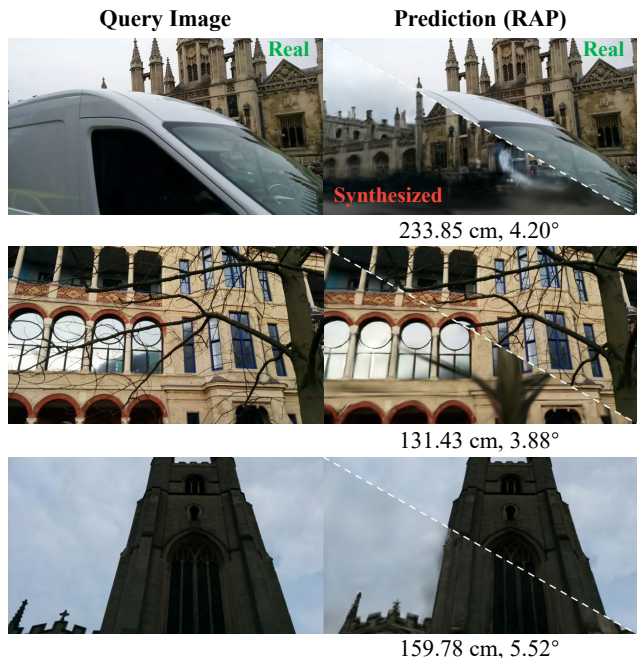 Query Image
Prediction (RAP)
Real
Real
Synthesized
233.85 cm, 4.20°
131.43 cm, 3.88°
159.78 cm, 5.52°